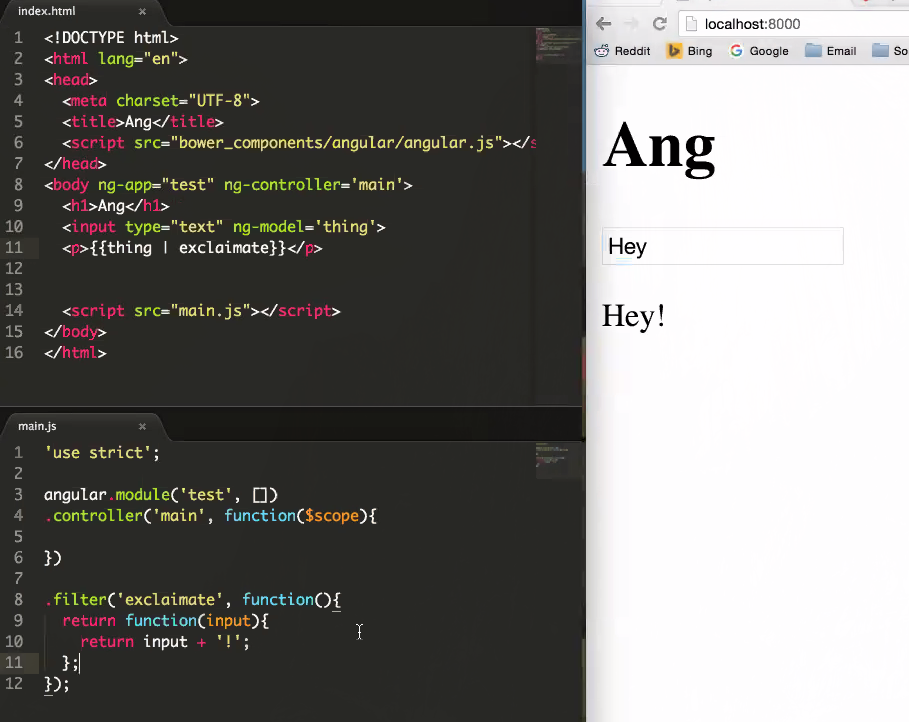 index.html
1 <!DOCTYPE html>
2 <html lang="en">
3 <head>
4 <meta charset="UTF-8">
5 <title>Ang</title>
6 <script src="bower_components/angular/angular.js"></s
7 </head>
8 <body ng-app="test" ng-controller='main'>
9 <h1>Ang</h1>
10 <input type="text" ng-model='thing'>
11 <p>{{thing | exclaimate}}</p>
12
13
14 <script src="main.js"></script>
15 </body>
16 </html>
main.js
1 'use strict';
2
3 angular.module('test', [])
4 .controller('main', function($scope){
5
6 })
7
8 .filter('exclaimate', function(){
9 return function(input){
10 return input + '!';
11 };
12 });
localhost:8000
Reddit Bing Google Email So
Ang
Hey
Hey!